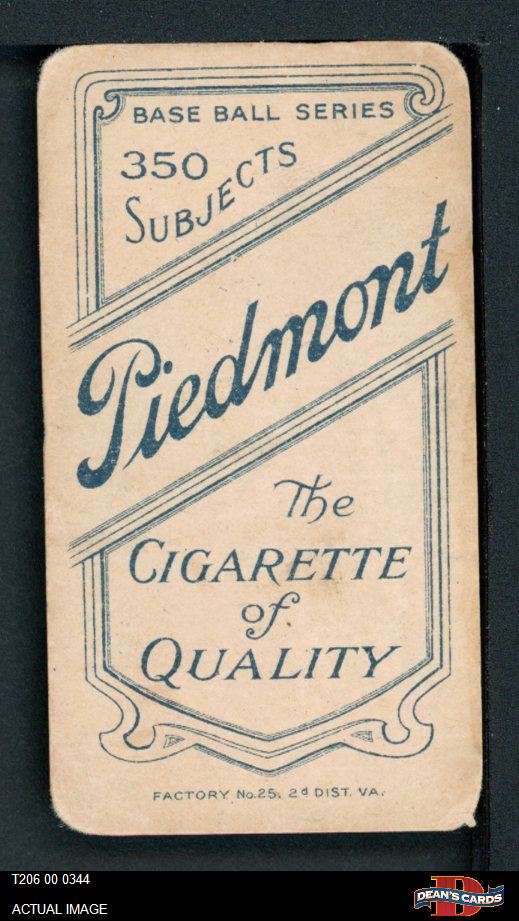 BASE BALL SERIES
350
SUBJECTS
Piedmont
The
CIGARETTE
of
QUALITY
FACTORY No. 25, 2d DIST. VA.
T206 00 0344
ACTUAL IMAGE
D
DEAN'S CARDS